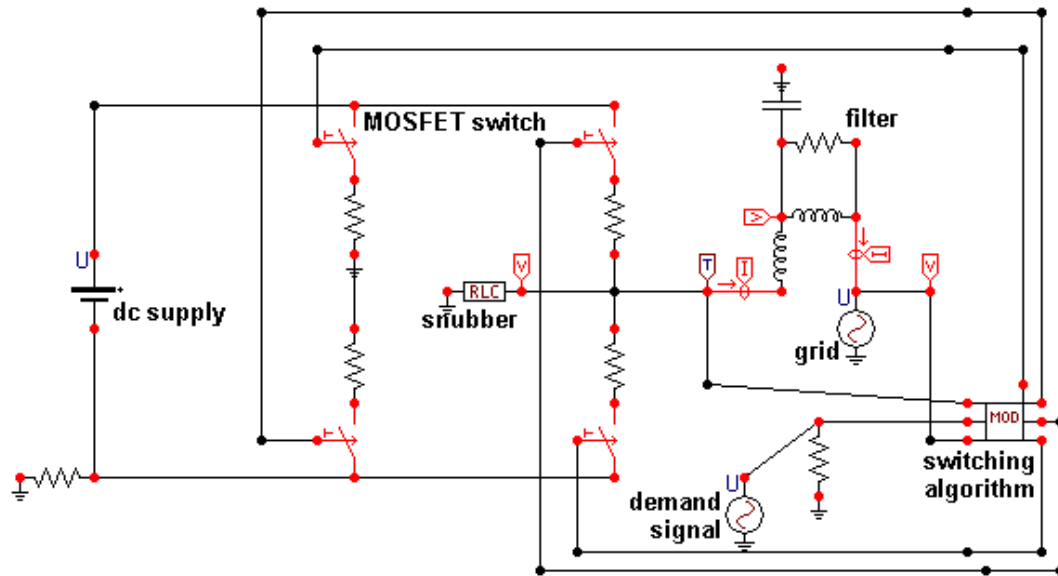 MOSFET switch
filter
U
dc supply
V
RLC
snubber
T
I
V
I
V
U
grid
MOD
switching
algorithm
U
demand
signal